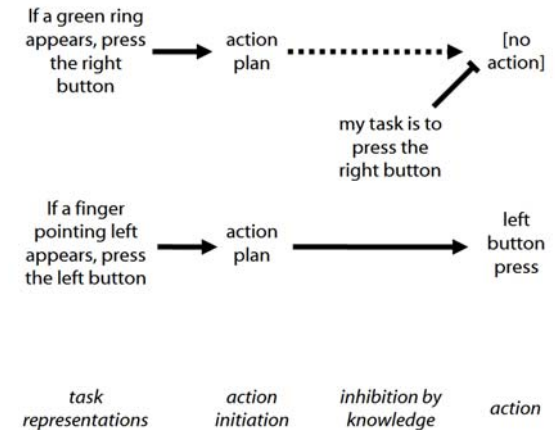 If a green ring
appears, press
the right
button
action
plan
[no
action]
my task is to
press the
right button
If a finger
pointing left
appears, press
the left button
action
plan
left
button
press
task
representations
action
initiation
inhibition by
knowledge
action